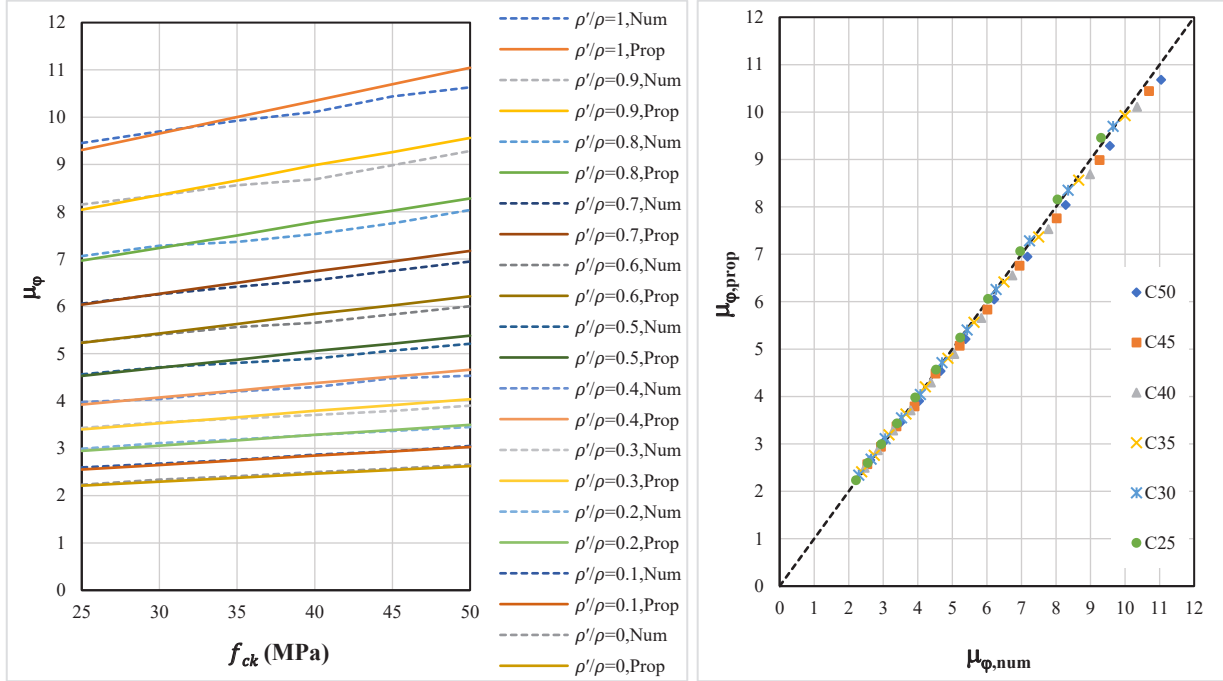 12
11
10
9
8
7
6
5
4
3
2
1
0
μφ
25 30 35 40 45 50
fck (MPa)
ρ'/ρ=1,Num
ρ'/ρ=1,Prop
ρ'/ρ=0.9,Num
ρ'/ρ=0.9,Prop
ρ'/ρ=0.8,Num
ρ'/ρ=0.8,Prop
ρ'/ρ=0.7,Num
ρ'/ρ=0.7,Prop
ρ'/ρ=0.6,Num
ρ'/ρ=0.6,Prop
ρ'/ρ=0.5,Num
ρ'/ρ=0.5,Prop
ρ'/ρ=0.4,Num
ρ'/ρ=0.4,Prop
ρ'/ρ=0.3,Num
ρ'/ρ=0.3,Prop
ρ'/ρ=0.2,Num
ρ'/ρ=0.2,Prop
ρ'/ρ=0.1,Num
ρ'/ρ=0.1,Prop
ρ'/ρ=0,Num
ρ'/ρ=0,Prop
12
11
10
9
8
7
6
5
4
3
2
1
0
μφ,prop
0 1 2 3 4 5 6 7 8 9 10 11 12
μφ,num
C50
C45
C40
C35
C30
C25